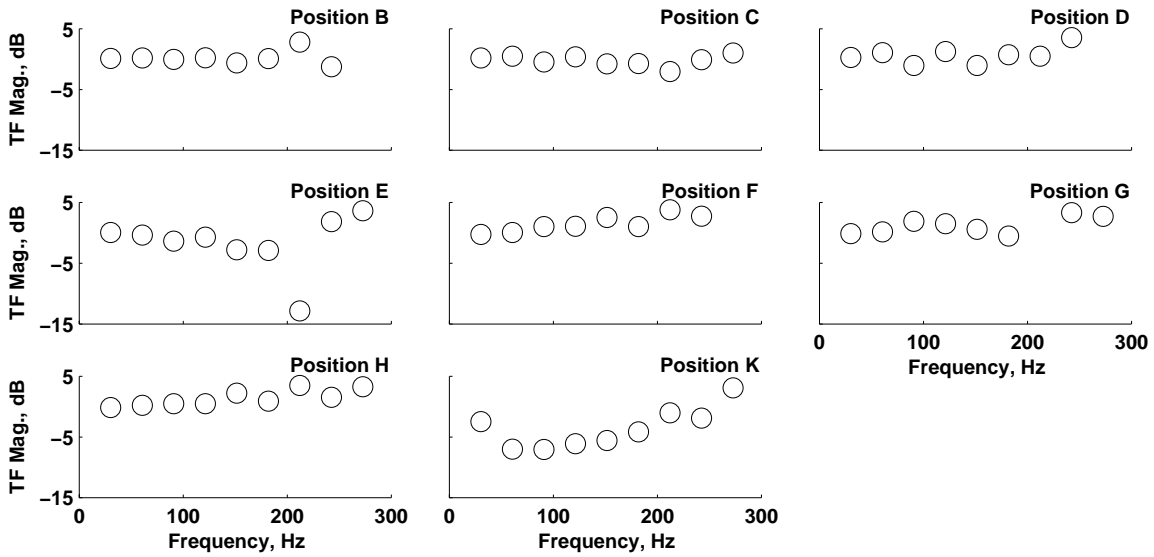 Position B Position C Position D
TF Mag., dB
5
−5
−15
Position E Position F Position G
TF Mag., dB
5
−5
−15
0 100 200 300
Frequency, Hz
Position H Position K
TF Mag., dB
5
−5
−15
0 100 200 300 0 100 200 300
Frequency, Hz Frequency, Hz